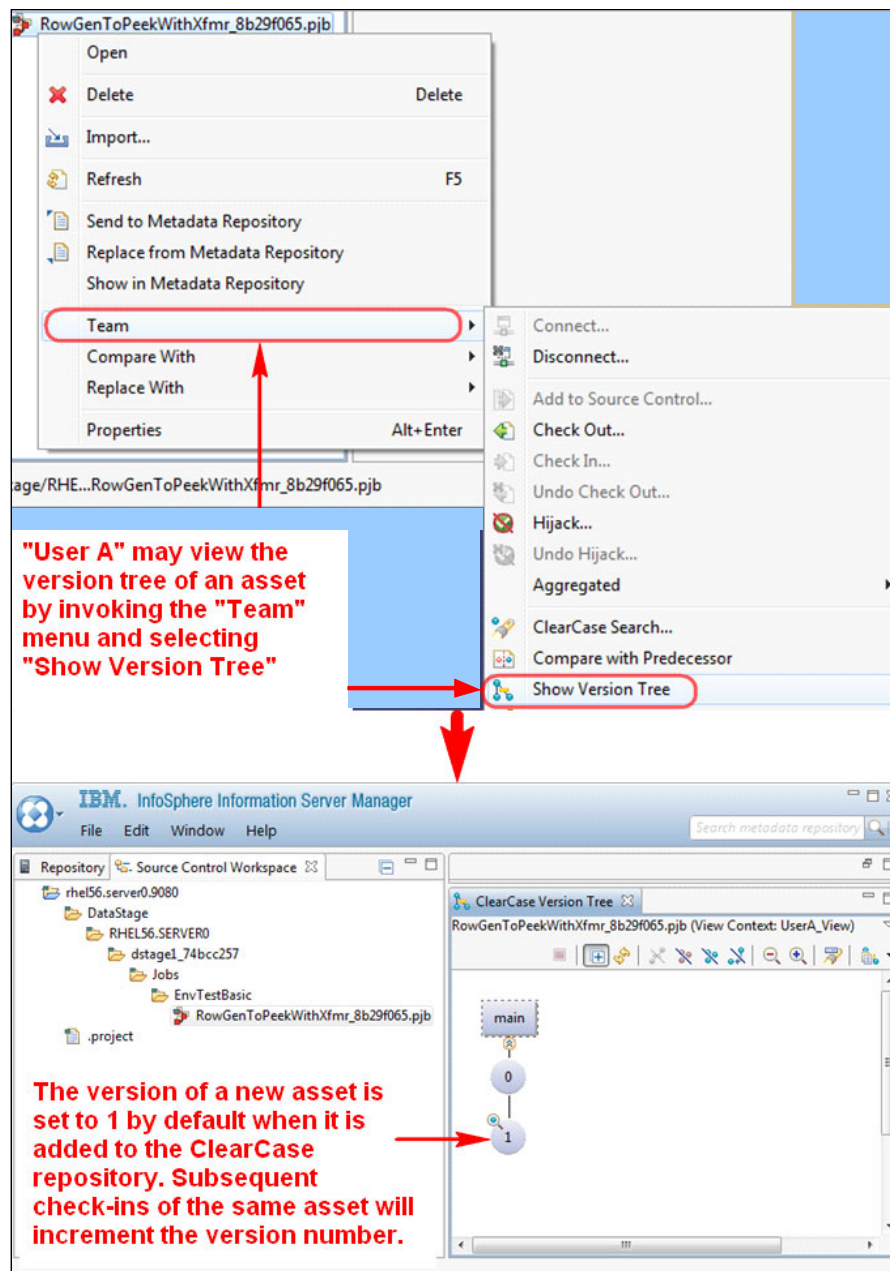 RowGenToPeekWithXfmr_8b29f065.pjb
Open
Delete Delete
Import...
Refresh F5
Send to Metadata Repository
Replace from Metadata Repository
Show in Metadata Repository
Team
Compare With
Replace With
Properties Alt+Enter
Connect...
Disconnect...
Add to Source Control...
Check Out...
Check In...
Undo Check Out...
Hijack...
Undo Hijack...
Aggregated
ClearCase Search...
Compare with Predecessor
Show Version Tree
age/RHE...RowGenToPeekWithXfmr_8b29f065.pjb
"User A" may view the
version tree of an asset
by invoking the "Team"
menu and selecting
"Show Version Tree"
IBM. InfoSphere Information Server Manager
File Edit Window Help
Search metadata repository
Repository Source Control Workspace
rhel56.server0.9080
DataStage
RHEL56.SERVER0
dstage1_74bcc257
Jobs
EnvTestBasic
RowGenToPeekWithXfmr_8b29f065.pjb
.project
ClearCase Version Tree
RowGenToPeekWithXfmr_8b29f065.pjb (View Context: UserA_View)
main
0
1
The version of a new asset is
set to 1 by default when it is
added to the ClearCase
repository. Subsequent
check-ins of the same asset will
increment the version number.